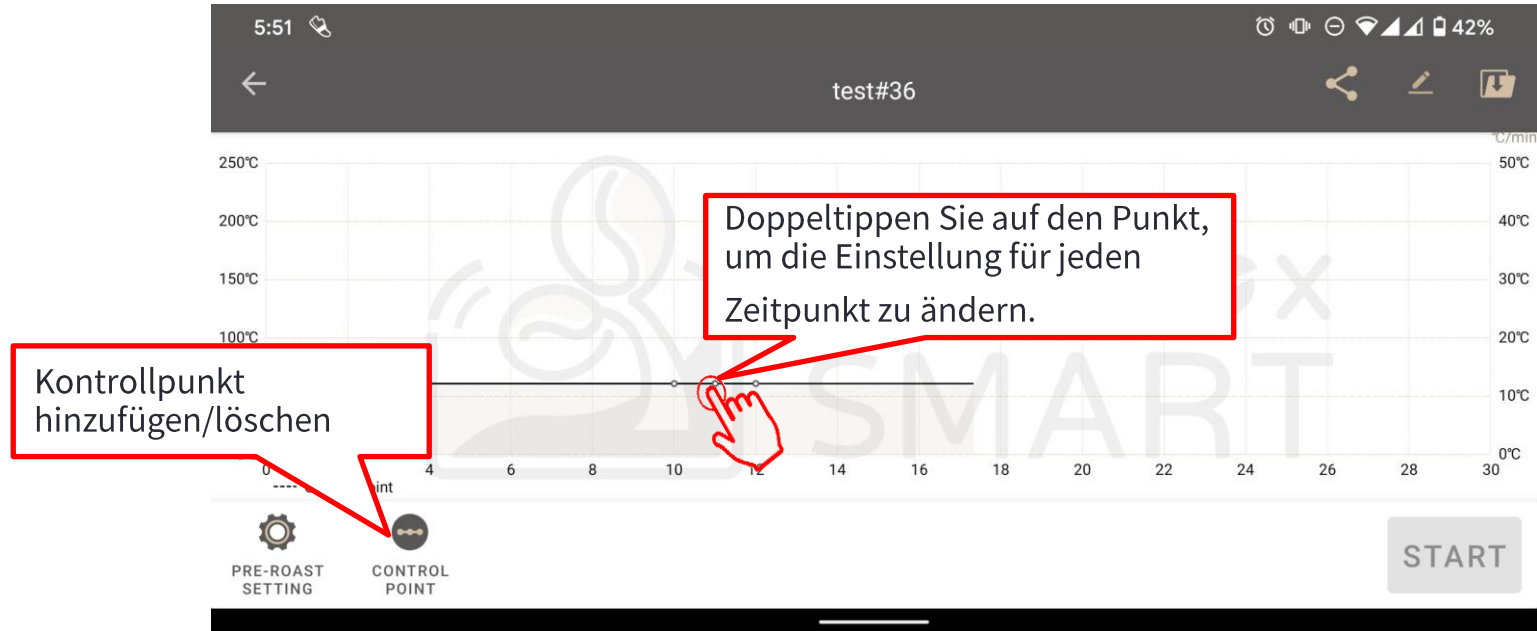 5:51
42%
test#36
°C/min
250℃
50℃
Doppeltippen Sie auf den Punkt,
um die Einstellung für jeden
Zeitpunkt zu ändern.
200℃
40℃
150℃
30℃
100℃
20℃
Kontrollpunkt
hinzufügen/löschen
SMART
10℃
0℃
0 4 6 8 10 12 14 16 18 20 22 24 26 28 30
PRE-ROAST
SETTING
CONTROL
POINT
START